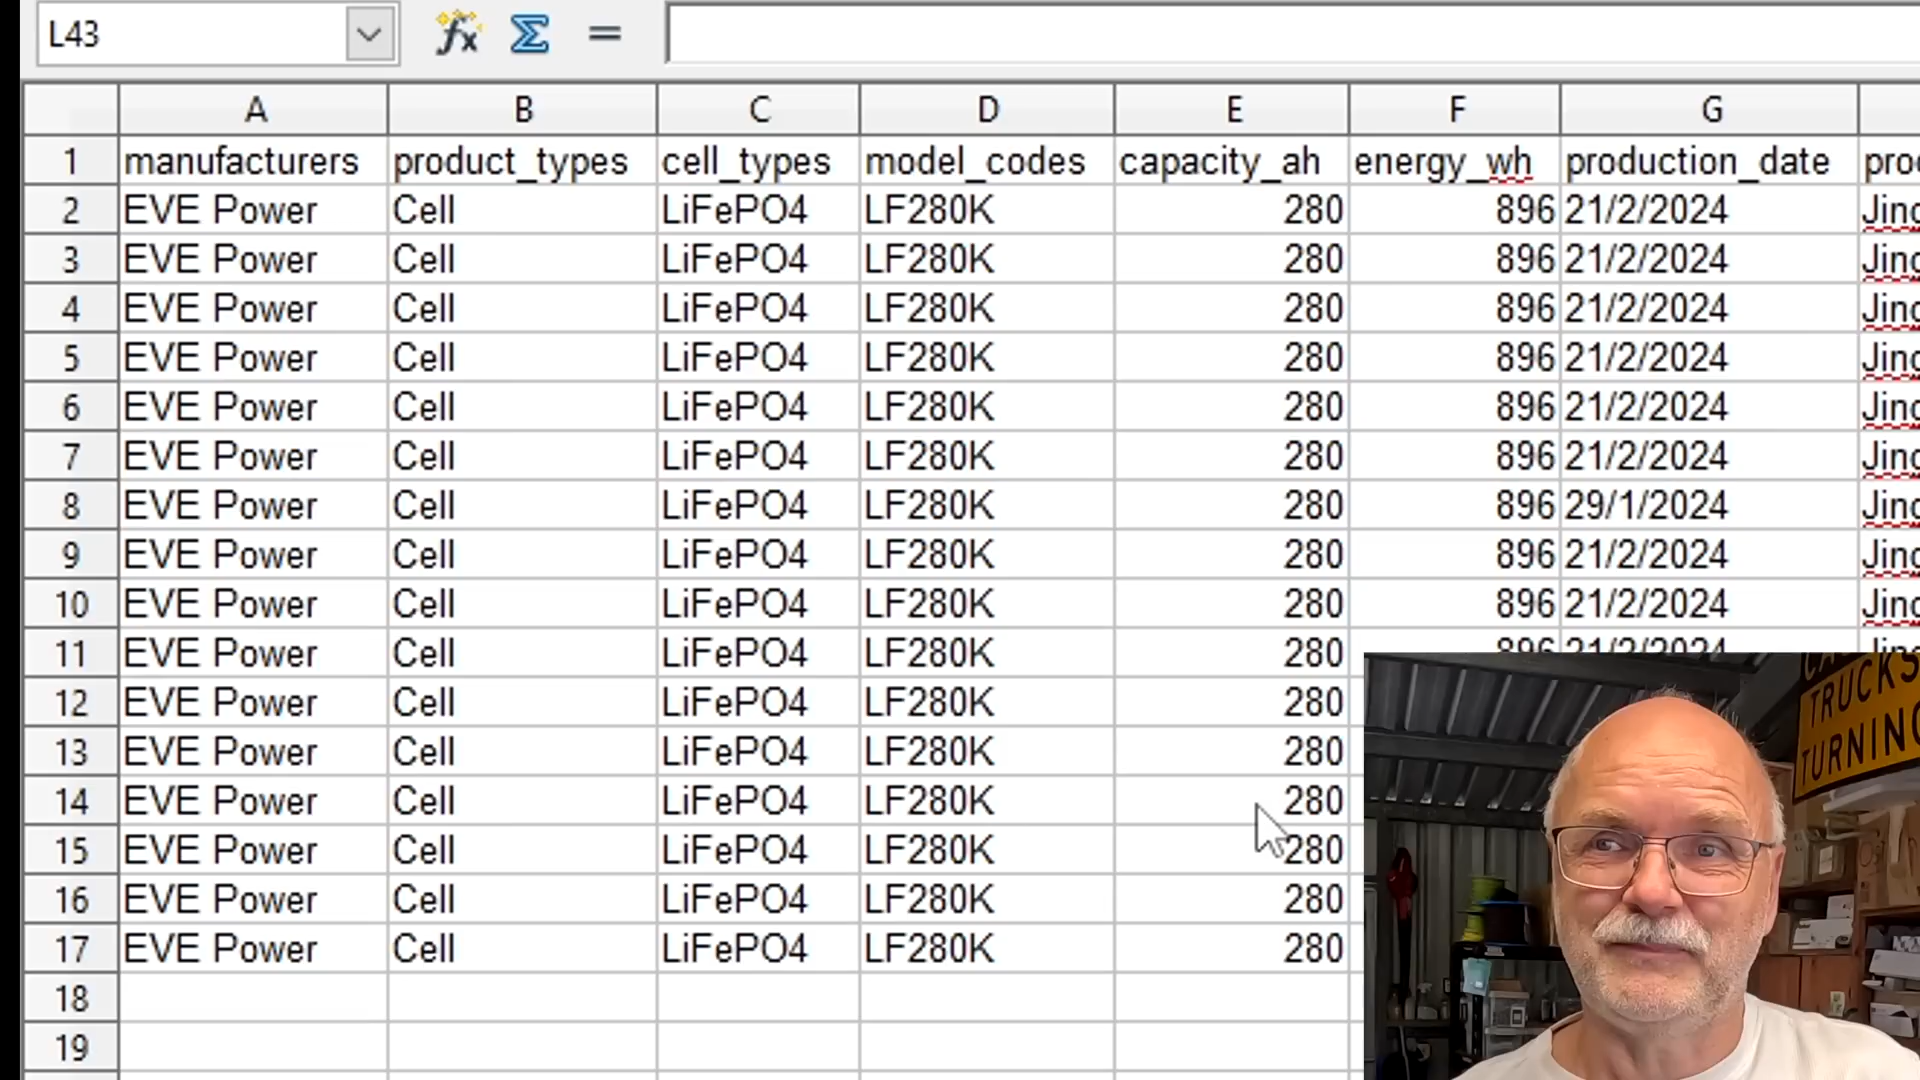 L43
A B C D E F G
1 manufacturers product_types cell_types model_codes capacity_ah energy_wh production_date
2 EVE Power Cell LiFePO4 LF280K 280 896 21/2/2024
3 EVE Power Cell LiFePO4 LF280K 280 896 21/2/2024
4 EVE Power Cell LiFePO4 LF280K 280 896 21/2/2024
5 EVE Power Cell LiFePO4 LF280K 280 896 21/2/2024
6 EVE Power Cell LiFePO4 LF280K 280 896 21/2/2024
7 EVE Power Cell LiFePO4 LF280K 280 896 21/2/2024
8 EVE Power Cell LiFePO4 LF280K 280 896 29/1/2024
9 EVE Power Cell LiFePO4 LF280K 280 896 21/2/2024
10 EVE Power Cell LiFePO4 LF280K 280 896 21/2/2024
11 EVE Power Cell LiFePO4 LF280K 280 896 21/2/2024
12 EVE Power Cell LiFePO4 LF280K 280
13 EVE Power Cell LiFePO4 LF280K 280
14 EVE Power Cell LiFePO4 LF280K 280
15 EVE Power Cell LiFePO4 LF280K 280
16 EVE Power Cell LiFePO4 LF280K 280
17 EVE Power Cell LiFePO4 LF280K 280
18
19
TRUCKS
TURNING